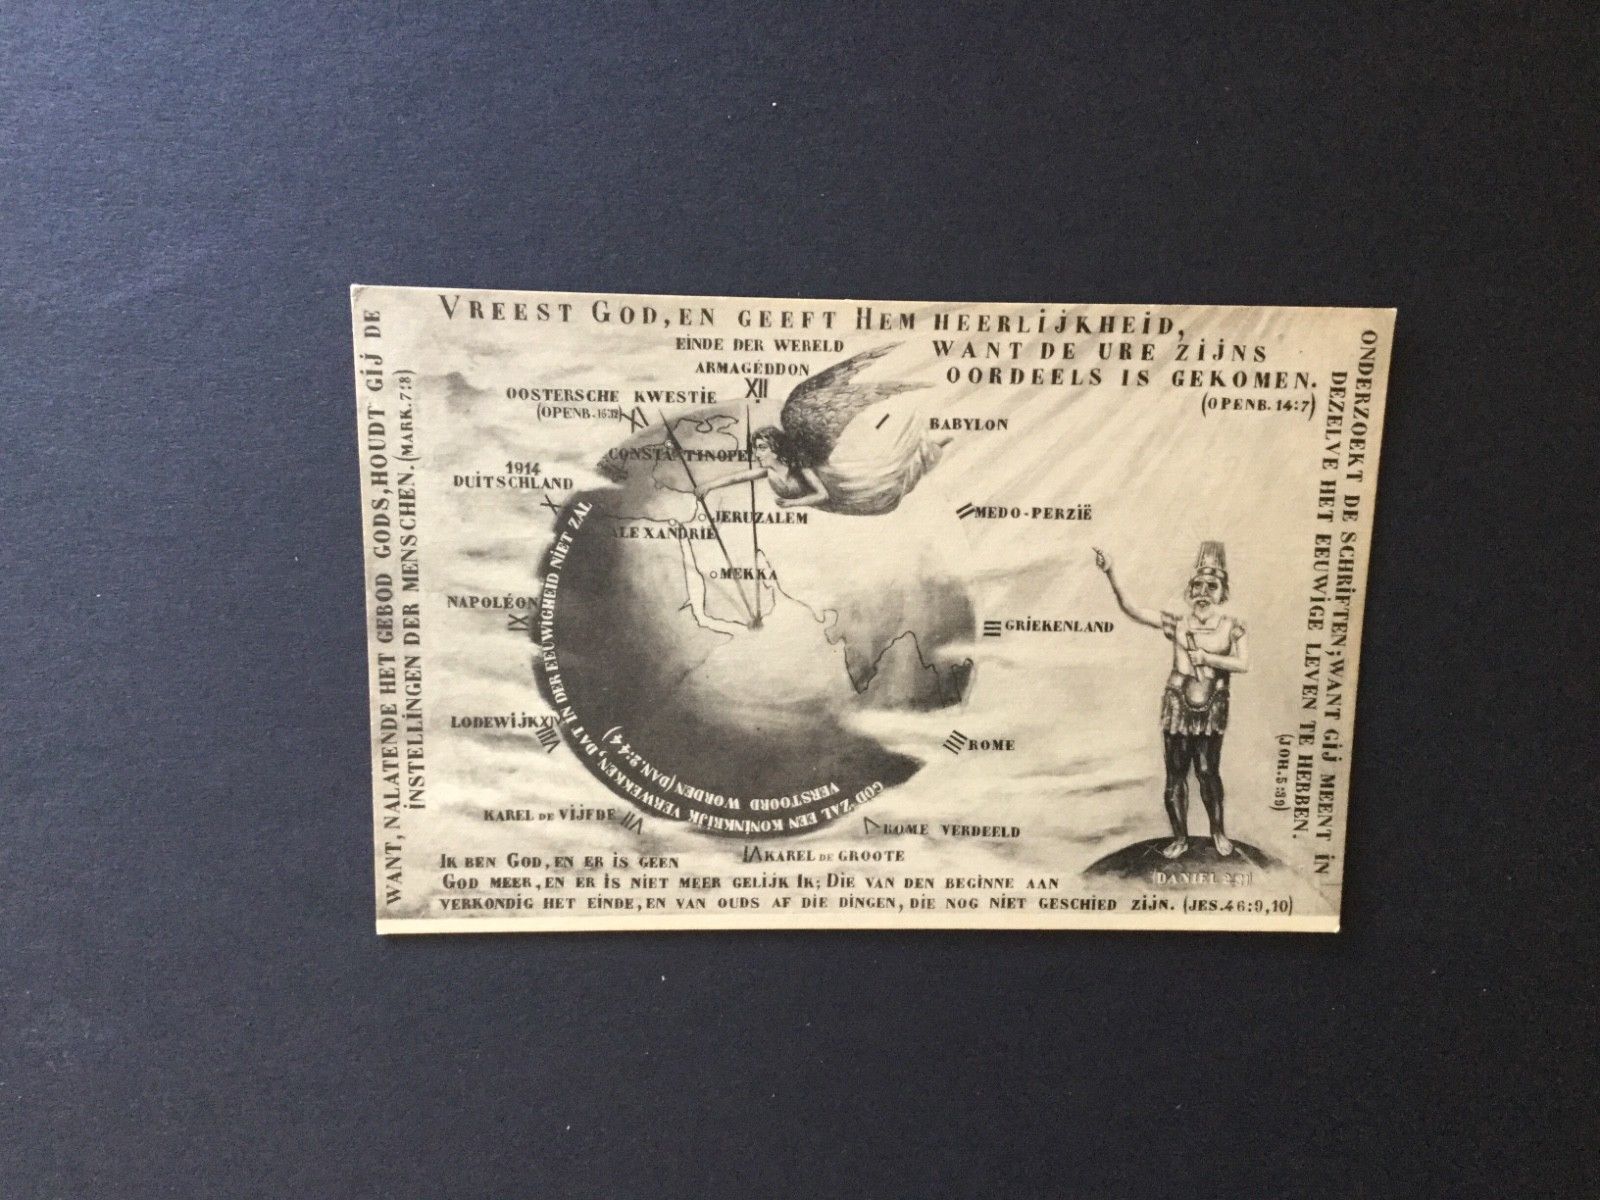 VREEST GOD, EN GEEFT HEM HEERLIJKHEID,
WANT DE URE ZIJNS
OORDEELS IS GEKOMEN.
(OPENB. 14:7)
EINDE DER WERELD
ARMAGÉDDON
XII
OOSTERSCHE KWESTIE
(OPENB. 16:12)
XI
I
BABYLON
CONSTANTINOPEL
1914
DUITSCHLAND
X
II MEDO-PERZIË
JERUZALEM
ALEXANDRIË
MEKKA
NAPOLÉON
IX
III GRIEKENLAND
LODEWIJK XIV
VIII
IIII ROME
KAREL DE VIJFDE
VII
V ROME VERDEELD
VI KAREL DE GROOTE
GOD ZAL EEN KONINKRIJK VERWEKKEN, DAT IN DER EEUWIGHEID NIET ZAL
VERSTOORD WORDEN (DAN. 2:44)
DANIEL 2:31
IK BEN GOD, EN ER IS GEEN
GOD MEER, EN ER IS NIET MEER GELIJK IK; DIE VAN DEN BEGINNE AAN
VERKONDIG HET EINDE, EN VAN OUDS AF DIE DINGEN, DIE NOG NIET GESCHIED ZIJN. (JES. 46:9,10)
WANT, NALATENDE HET GEBOD GODS, HOUDT GIJ DE
INSTELLINGEN DER MENSCHEN. (MARK. 7:8)
ONDERZOEKT DE SCHRIFTEN; WANT GIJ MEENT IN
DEZELVE HET EEUWIGE LEVEN TE HEBBEN.
(JOH. 5:39)